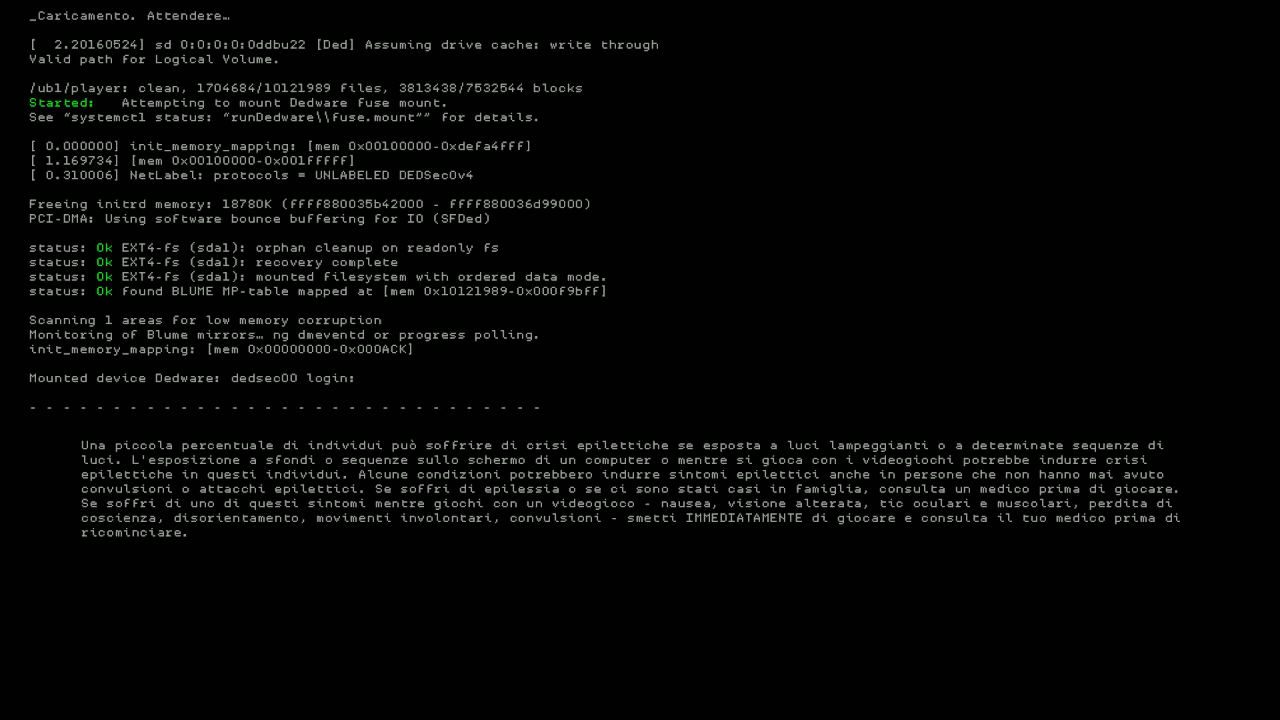 _Caricamento. Attendere…
[  2.20160524] sd 0:0:0:0:0ddbu22 [Ded] Assuming drive cache: write through
Valid path for Logical Volume.
/ubl/player: clean, 1704684/10121989 files, 3813438/7532544 blocks
Started:   Attempting to mount Dedware fuse mount.
See “systemctl status: “runDedware\\fuse.mount”” for details.
[ 0.000000] init_memory_mapping: [mem 0x00100000-0xdefa4fff]
[ 1.169734] [mem 0x00100000-0x001fffff]
[ 0.310006] NetLabel: protocols = UNLABELED DEDSec0v4
Freeing initrd memory: 18780K (ffff880035b42000 - ffff880036d99000)
PCI-DMA: Using software bounce buffering for IO (SFDed)
status: Ok EXT4-fs (sda1): orphan cleanup on readonly fs
status: Ok EXT4-fs (sda1): recovery complete
status: Ok EXT4-fs (sda1): mounted filesystem with ordered data mode.
status: Ok found BLUME MP-table mapped at [mem 0x10121989-0x000f9bff]
Scanning 1 areas for low memory corruption
Monitoring of Blume mirrors… ng dmeventd or progress polling.
init_memory_mapping: [mem 0x00000000-0x000ACK]
Mounted device Dedware: dedsec00 login:
- - - - - - - - - - - - - - - - - - - - - - - - - - - - - - -
Una piccola percentuale di individui può soffrire di crisi epilettiche se esposta a luci lampeggianti o a determinate sequenze di
luci. L'esposizione a sfondi o sequenze sullo schermo di un computer o mentre si gioca con i videogiochi potrebbe indurre crisi
epilettiche in questi individui. Alcune condizioni potrebbero indurre sintomi epilettici anche in persone che non hanno mai avuto
convulsioni o attacchi epilettici. Se soffri di epilessia o se ci sono stati casi in famiglia, consulta un medico prima di giocare.
Se soffri di uno di questi sintomi mentre giochi con un videogioco - nausea, visione alterata, tic oculari e muscolari, perdita di
coscienza, disorientamento, movimenti involontari, convulsioni - smetti IMMEDIATAMENTE di giocare e consulta il tuo medico prima di
ricominciare.